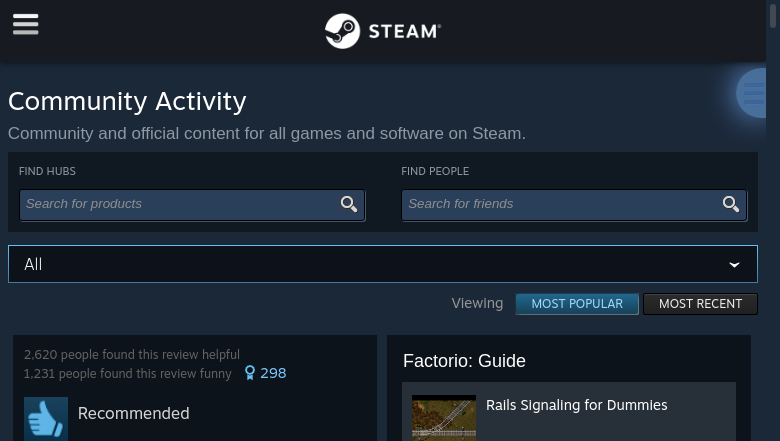 STEAM®
Community Activity
Community and official content for all games and software on Steam.
FIND HUBS
Search for products
FIND PEOPLE
Search for friends
All
Viewing
MOST POPULAR
MOST RECENT
2,620 people found this review helpful
1,231 people found this review funny
298
Recommended
Factorio: Guide
Rails Signaling for Dummies